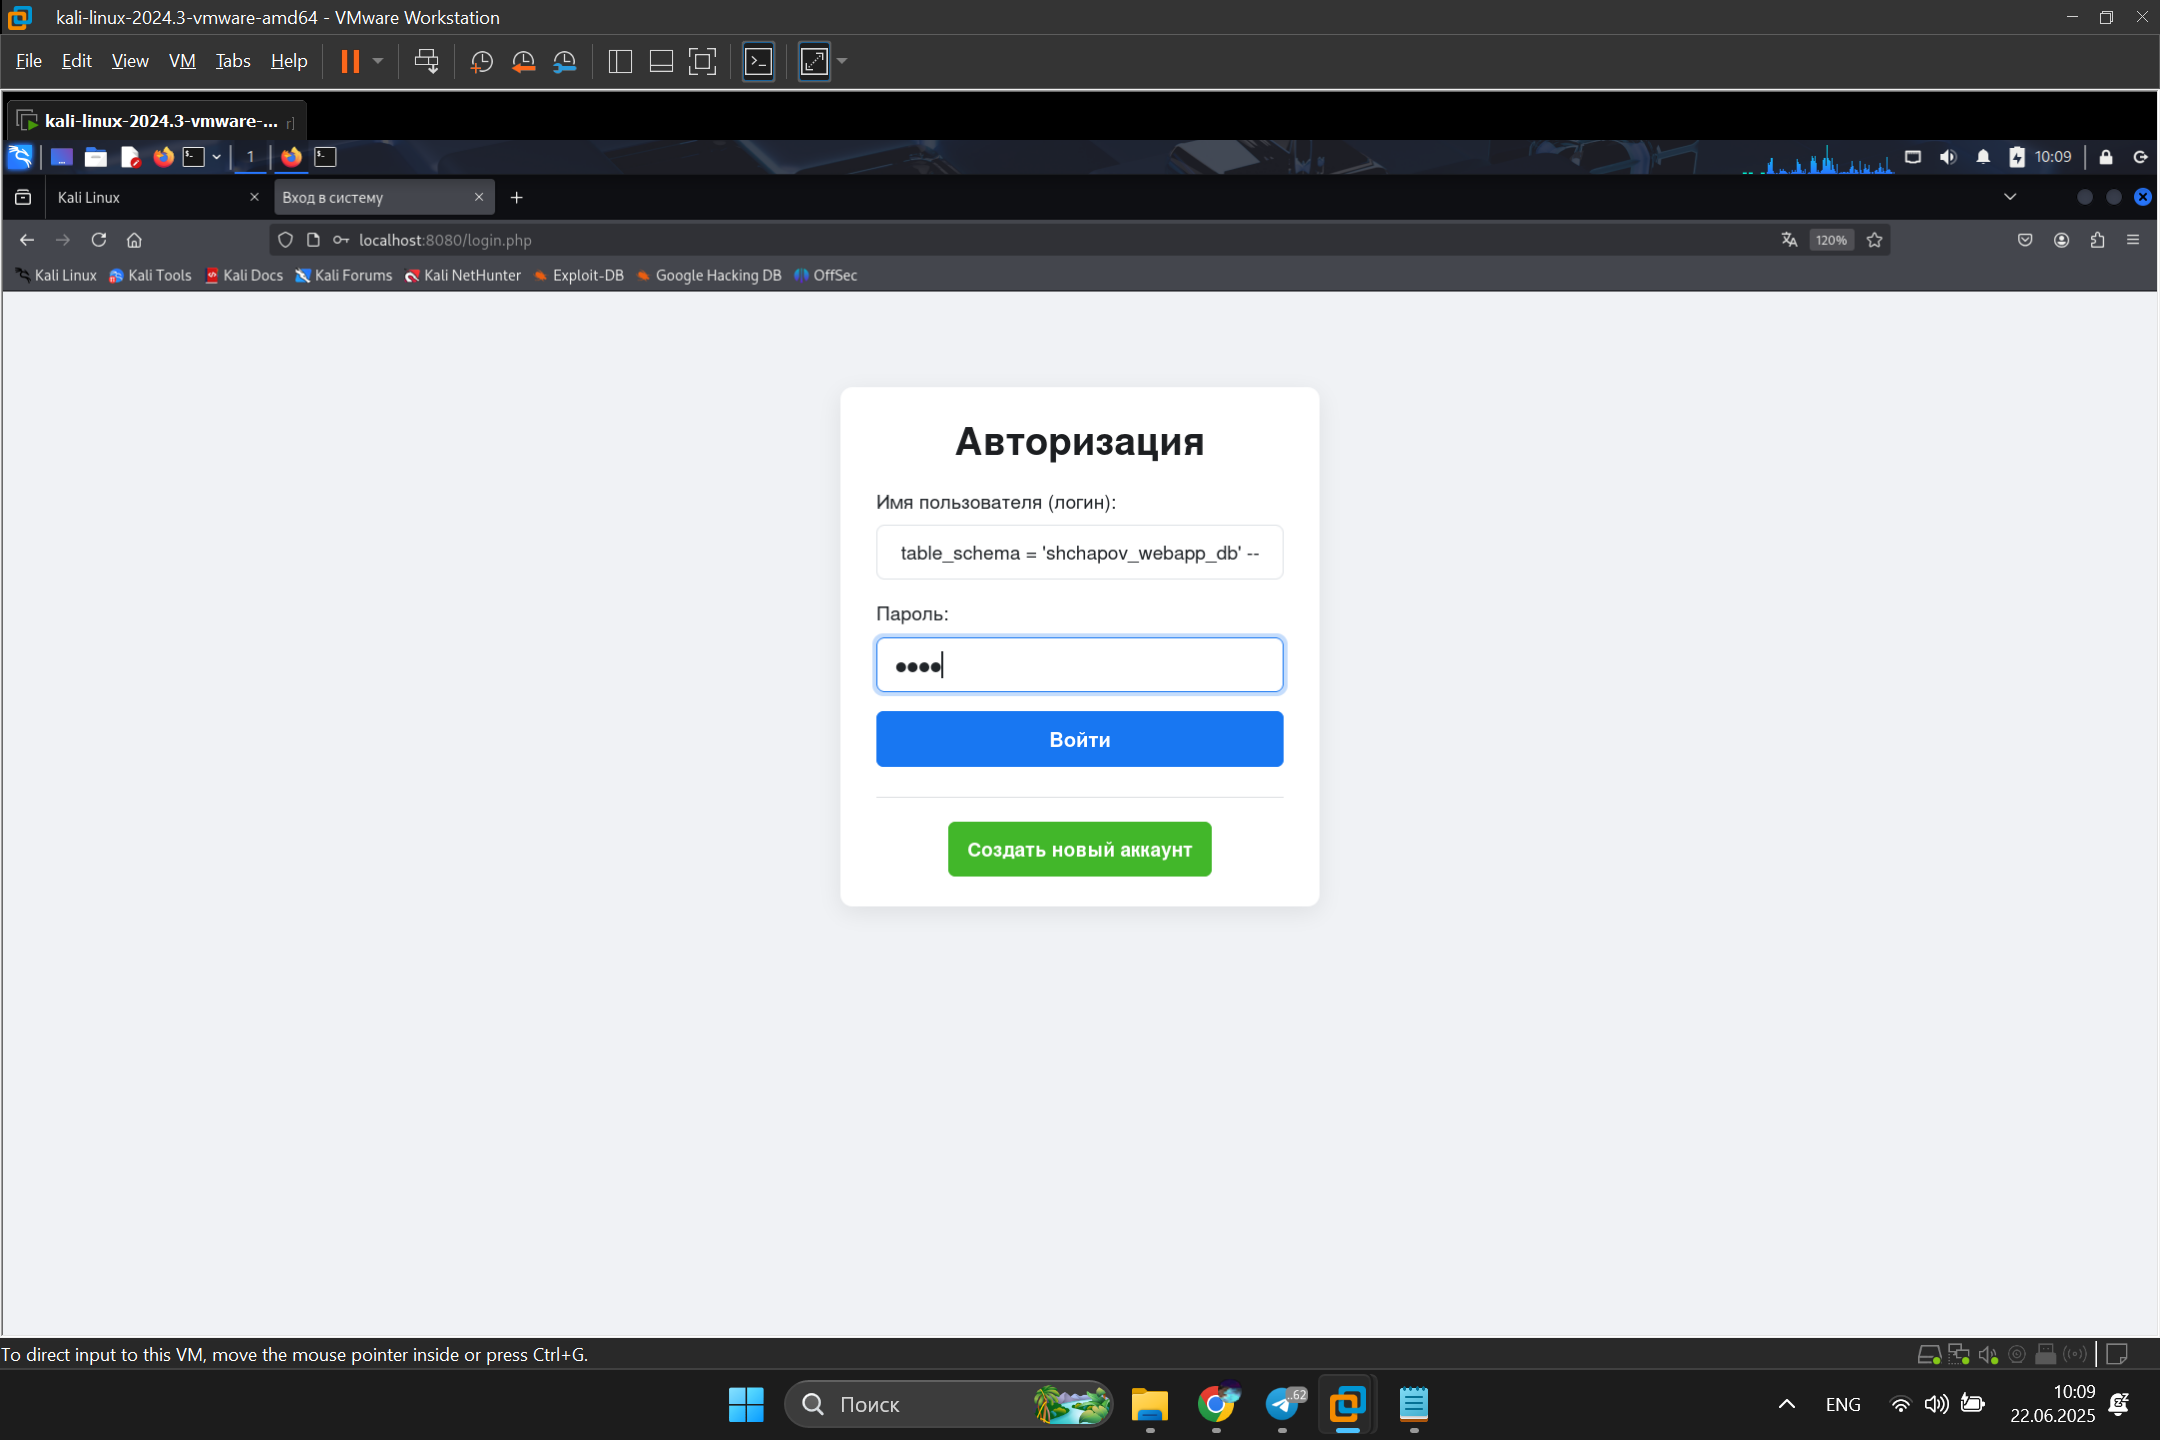 kali-linux-2024.3-vmware-amd64 - VMware Workstation
File Edit View VM Tabs Help
kali-linux-2024.3-vmware-...
1 10:09
Kali Linux
Вход в систему
localhost:8080/login.php 120%
Kali Linux Kali Tools Kali Docs Kali Forums Kali NetHunter Exploit-DB Google Hacking DB OffSec
Авторизация
Имя пользователя (логин):
table_schema = 'shchapov_webapp_db' --
Пароль:
••••
Войти
Создать новый аккаунт
To direct input to this VM, move the mouse pointer inside or press Ctrl+G.
Поиск
..62
ENG
10:09
22.06.2025